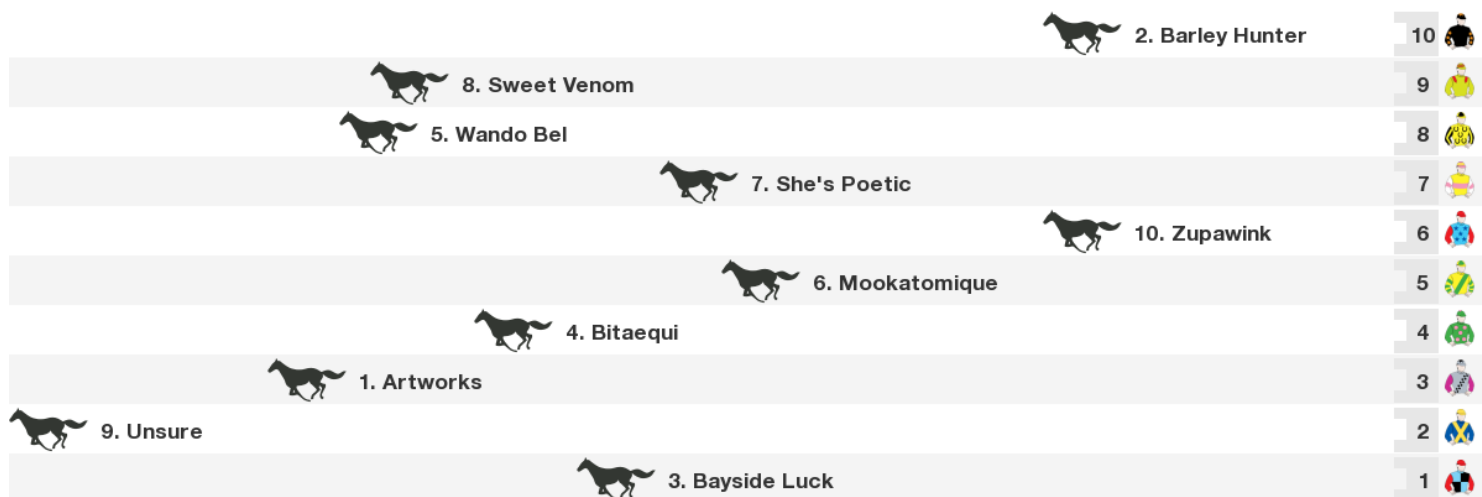 2. Barley Hunter 10
8. Sweet Venom 9
5. Wando Bel 8
7. She's Poetic 7
10. Zupawink 6
6. Mookatomique 5
4. Bitaequi 4
1. Artworks 3
9. Unsure 2
3. Bayside Luck 1